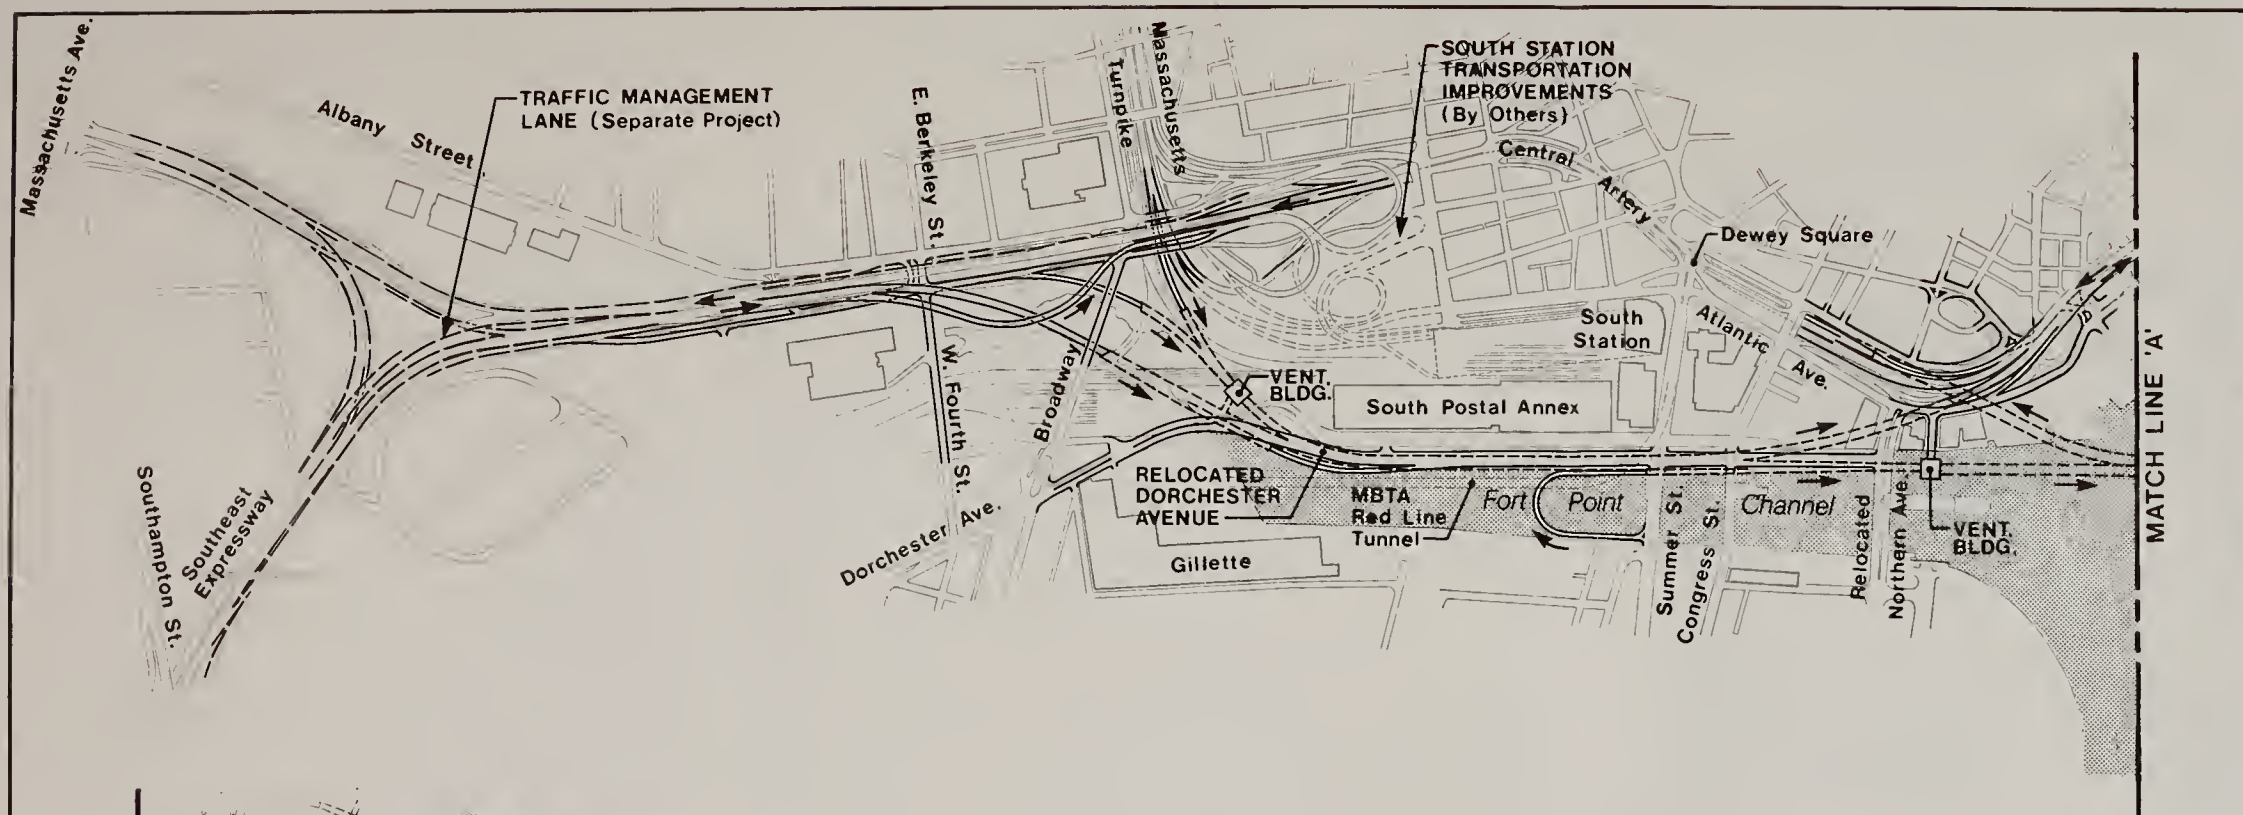 Massachusetts Ave.
Albany Street
TRAFFIC MANAGEMENT
LANE (Separate Project)
E. Berkeley St.
Massachusetts
Turnpike
SOUTH STATION
TRANSPORTATION
IMPROVEMENTS
(By Others)
Central Artery
Dewey Square
South
Station
Atlantic Ave.
MATCH LINE 'A'
VENT.
BLDG.
South Postal Annex
W. Fourth St.
Broadway
Dorchester Ave.
RELOCATED
DORCHESTER
AVENUE
MBTA
Red Line
Tunnel
Fort Point Channel
Gillette
Summer St.
Congress St.
Relocated
Northern Ave.
VENT.
BLDG.
Southampton St.
Southeast
Expressway